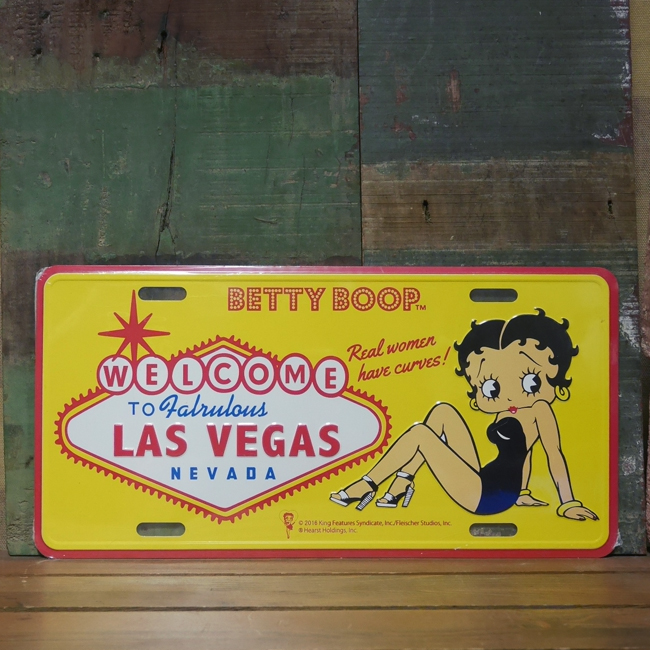 BETTY BOOP™
Real women
have curves!
WELCOME
TO Fabulous
LAS VEGAS
NEVADA
© 2018 King Features Syndicate, Inc./Fleischer Studios, Inc.
® Hearst Holdings, Inc.